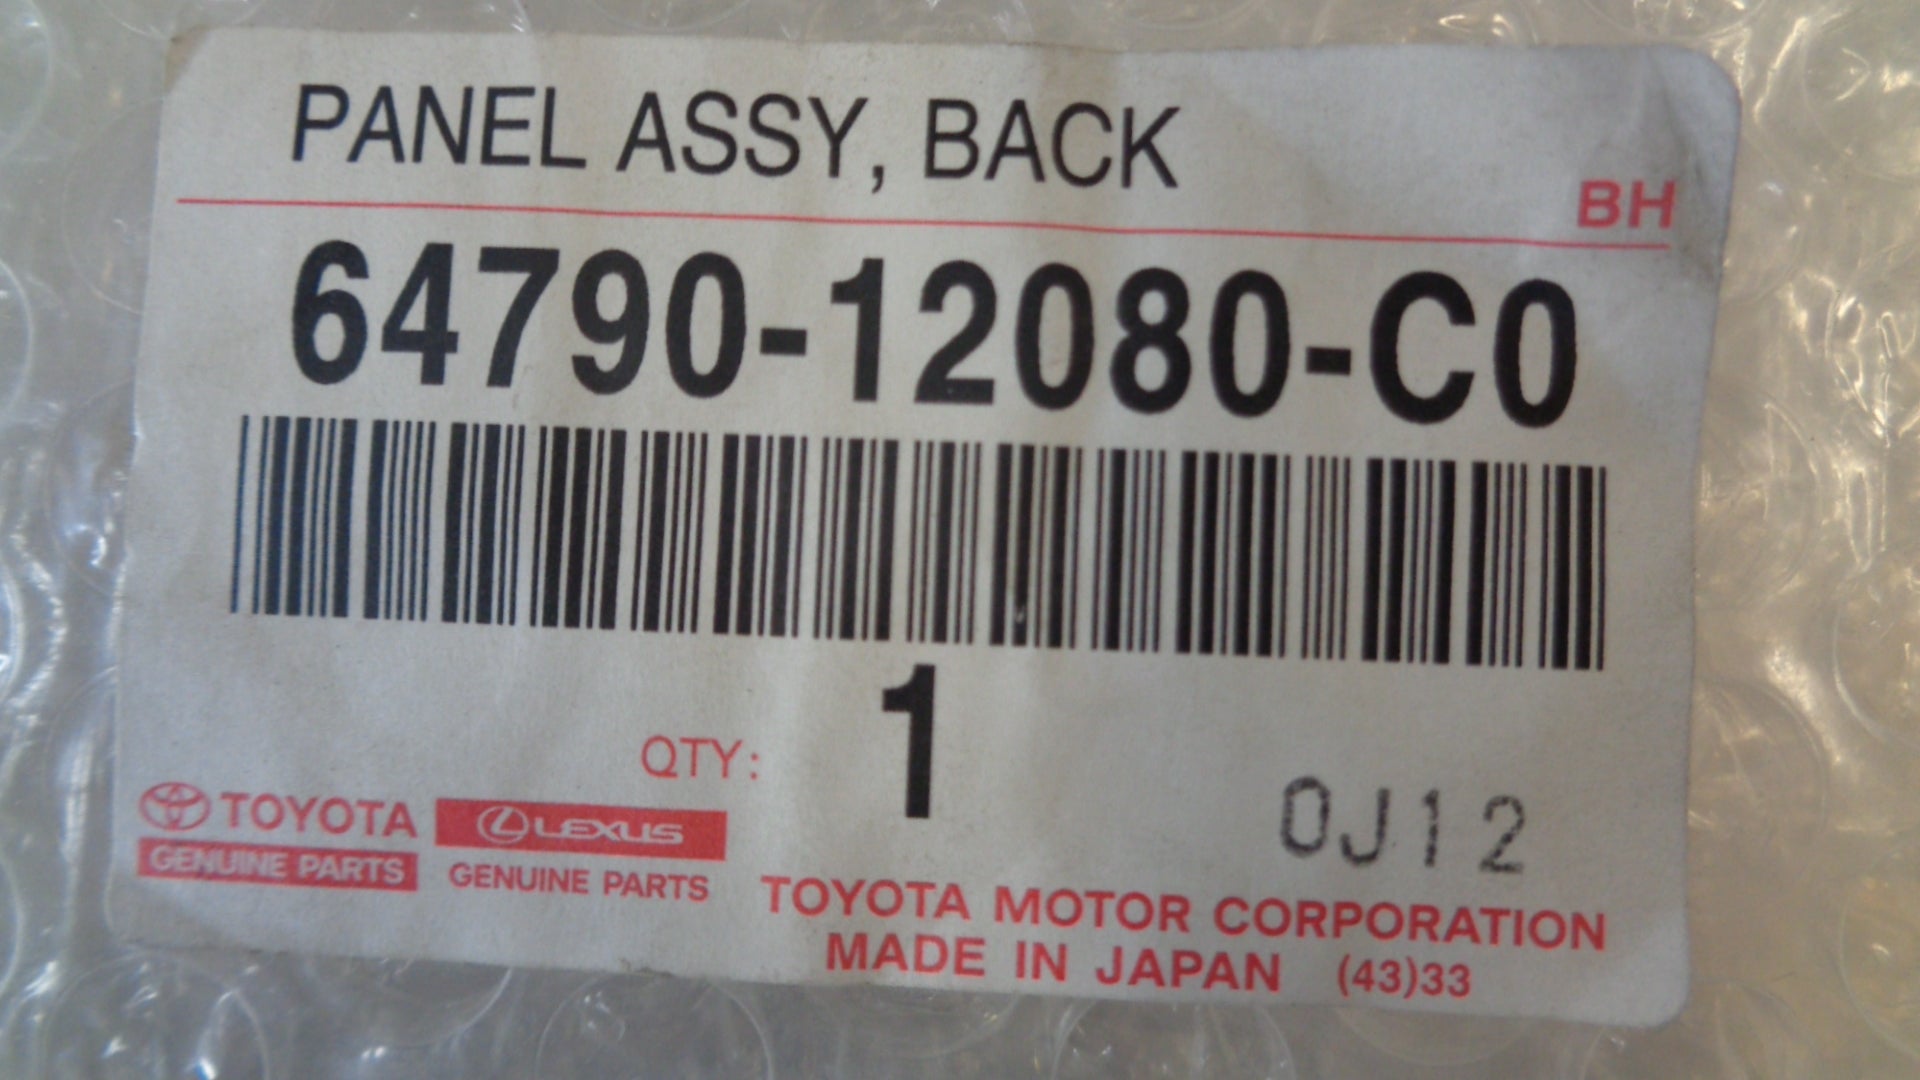 PANEL ASSY, BACK
BH
64790-12080-C0
QTY: 1
0J12
TOYOTA
GENUINE PARTS
LEXUS
GENUINE PARTS
TOYOTA MOTOR CORPORATION
MADE IN JAPAN (43)33